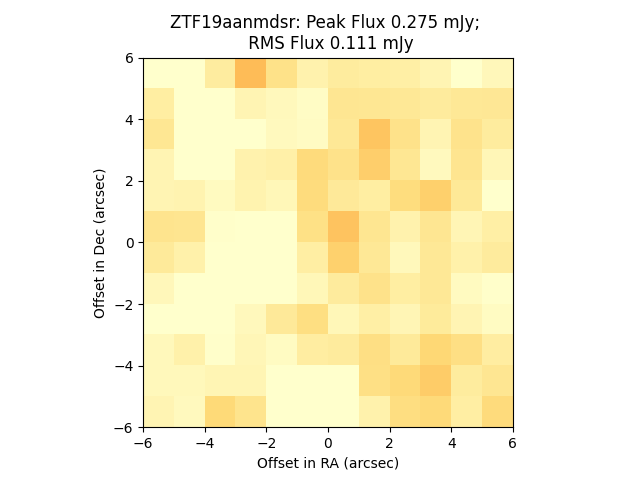 ZTF19aanmdsr: Peak Flux 0.275 mJy;
RMS Flux 0.111 mJy
6
4
2
0
−2
−4
−6
Offset in Dec (arcsec)
−6 −4 −2 0 2 4 6
Offset in RA (arcsec)